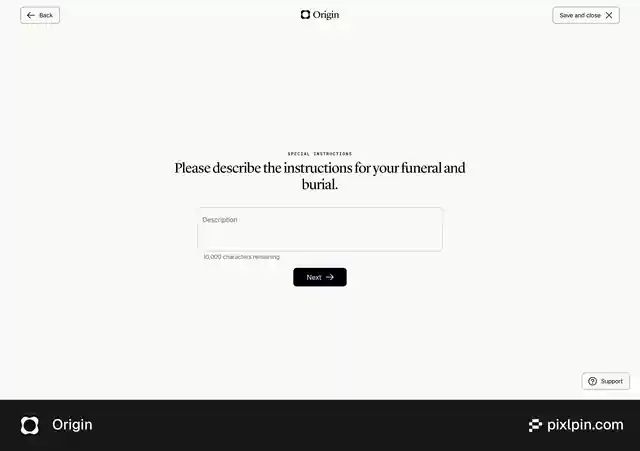 Back
Origin
Save and close
SPECIAL INSTRUCTIONS
Please describe the instructions for your funeral and
burial.
Description
10,000 characters remaining
Next
Support
Origin
pixlpin.com